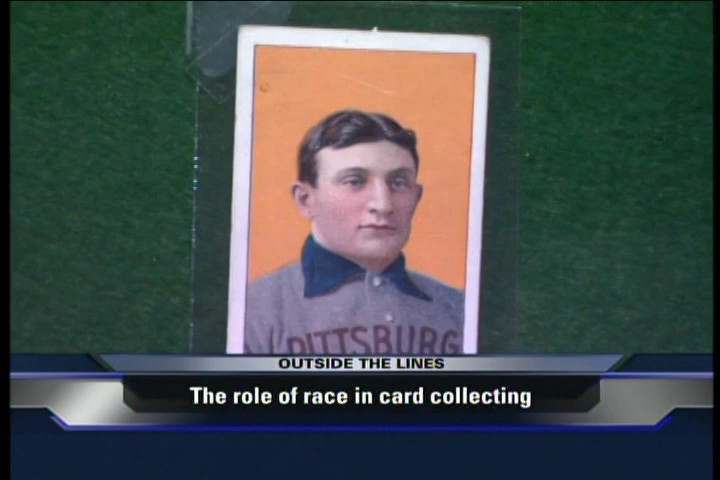 PITTSBURG
OUTSIDE THE LINES
The role of race in card collecting